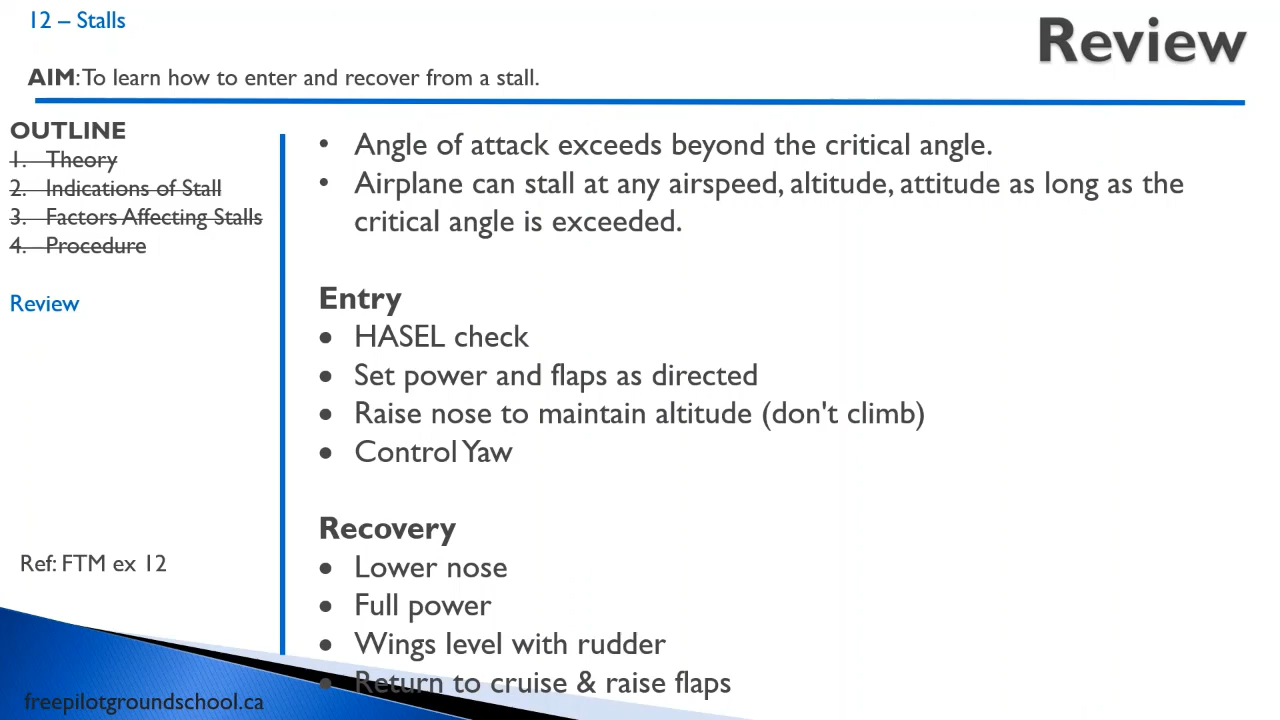 12 – Stalls
Review
AIM: To learn how to enter and recover from a stall.
OUTLINE
1. Theory
2. Indications of Stall
3. Factors Affecting Stalls
4. Procedure
Review
Ref: FTM ex 12
freepilotgroundschool.ca
• Angle of attack exceeds beyond the critical angle.
• Airplane can stall at any airspeed, altitude, attitude as long as the
critical angle is exceeded.
Entry
• HASEL check
• Set power and flaps as directed
• Raise nose to maintain altitude (don't climb)
• Control Yaw
Recovery
• Lower nose
• Full power
• Wings level with rudder
• Return to cruise & raise flaps